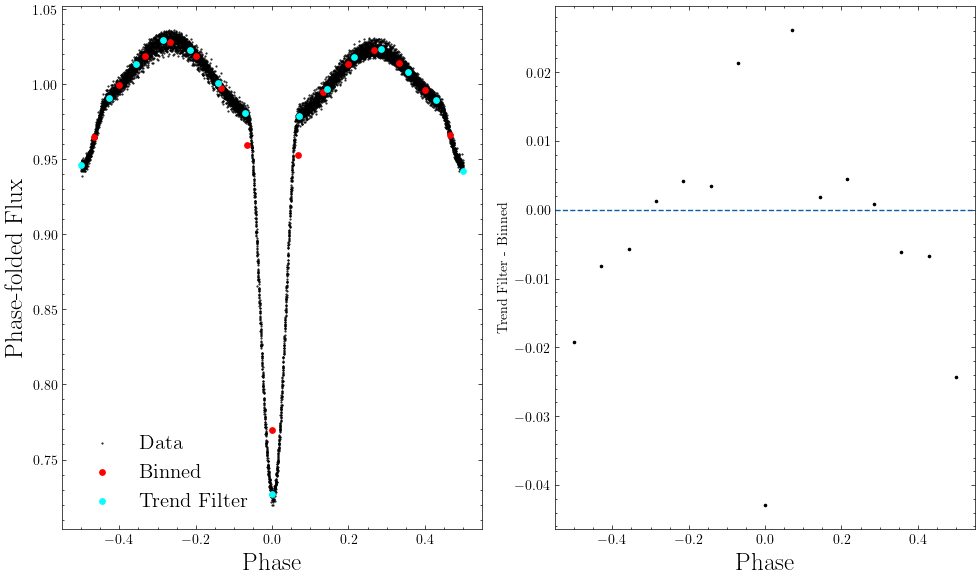 1.05
1.00
0.95
0.90
0.85
0.80
0.75
Phase-folded Flux
Data
Binned
Trend Filter
−0.4 −0.2 0.0 0.2 0.4
Phase
0.02
0.01
0.00
−0.01
−0.02
−0.03
−0.04
Trend Filter - Binned
−0.4 −0.2 0.0 0.2 0.4
Phase